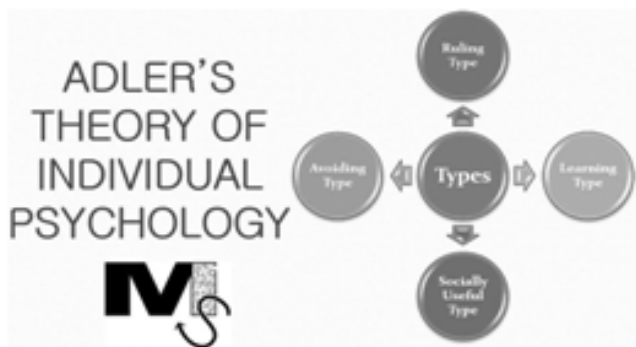 ADLER'S
THEORY OF
INDIVIDUAL
PSYCHOLOGY
Ruling
Type
Avoiding
Type
Types
Learning
Type
Socially
Useful
Type